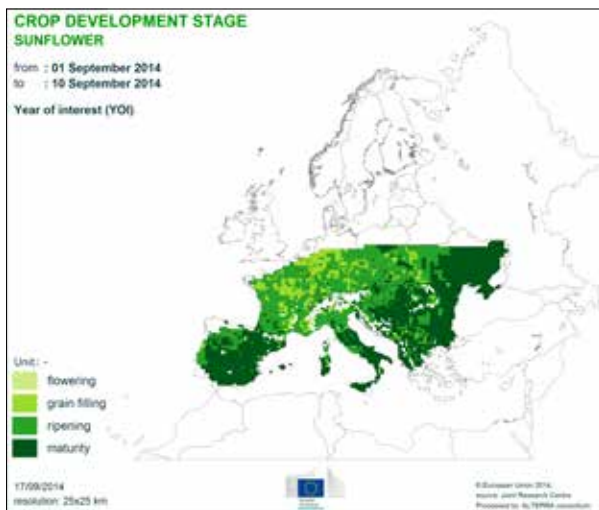 CROP DEVELOPMENT STAGE
SUNFLOWER
from : 01 September 2014
to : 10 September 2014
Year of interest (YOI)
Unit: -
flowering
grain filling
ripening
maturity
17/09/2014
resolution: 25x25 km
© European Union 2014
source: Joint Research Centre
Processed by: ALTERRA consortium